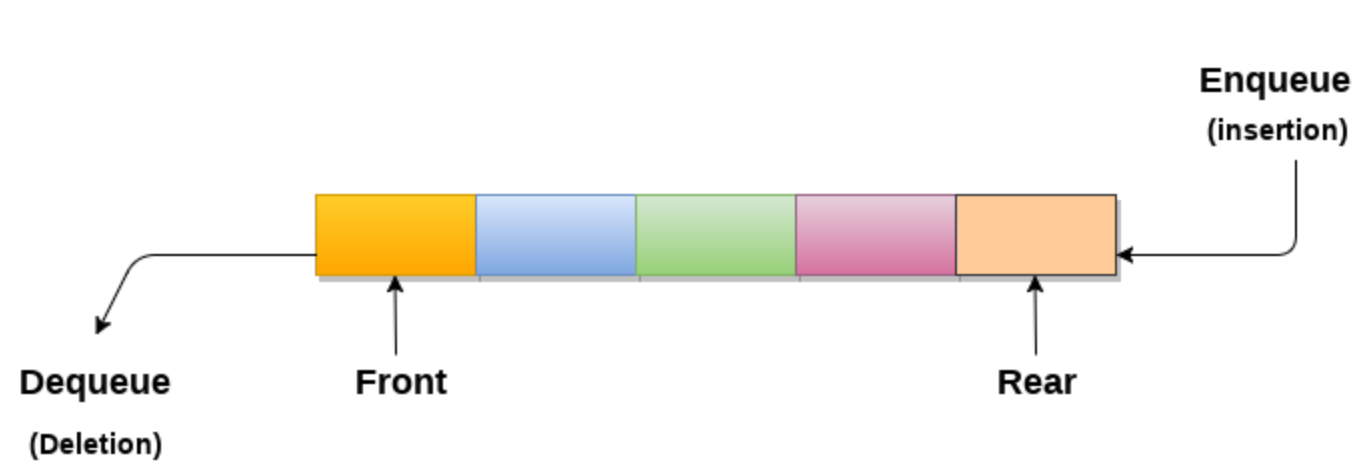 Enqueue
(insertion)
Dequeue
(Deletion)
Front
Rear